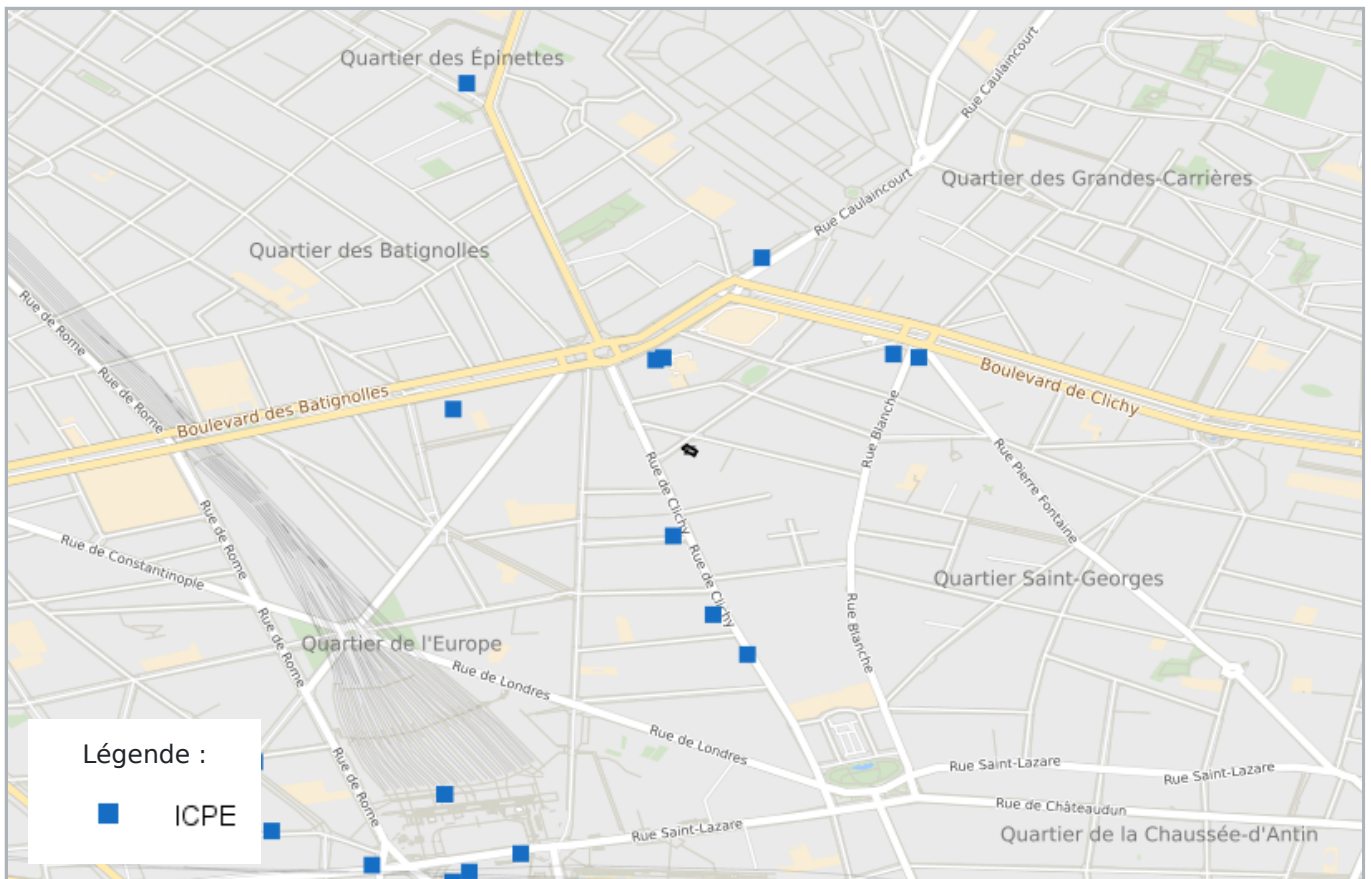 Quartier des Épinettes
Rue Caulaincourt
Quartier des Grandes-Carrières
Rue Caulaincourt
Quartier des Batignolles
Rue de Rome
Rue de Rome
Boulevard des Batignolles
Boulevard de Clichy
Rue Blanche
Rue Pierre Fontaine
Rue de Clichy
Rue de Rome
Rue de Constantinople
Rue de Clichy
Quartier Saint-Georges
Rue Blanche
Rue de Rome
Quartier de l'Europe
Rue de Londres
Rue de Londres
Rue Saint-Lazare
Rue Saint-Lazare
Rue de Rome
Rue de Châteaudun
Rue Saint-Lazare
Quartier de la Chaussée-d'Antin
Légende :
ICPE